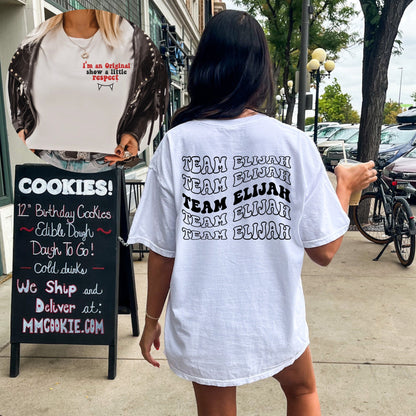 I'm an Original
show a little
respect
TEAM ELIJAH
TEAM ELIJAH
TEAM ELIJAH
TEAM ELIJAH
TEAM ELIJAH
COOKIES!
12" Birthday Cookies
Edible Dough
Dough To Go!
Cold drinks
We Ship and
Deliver at:
MMCOOKIE.COM